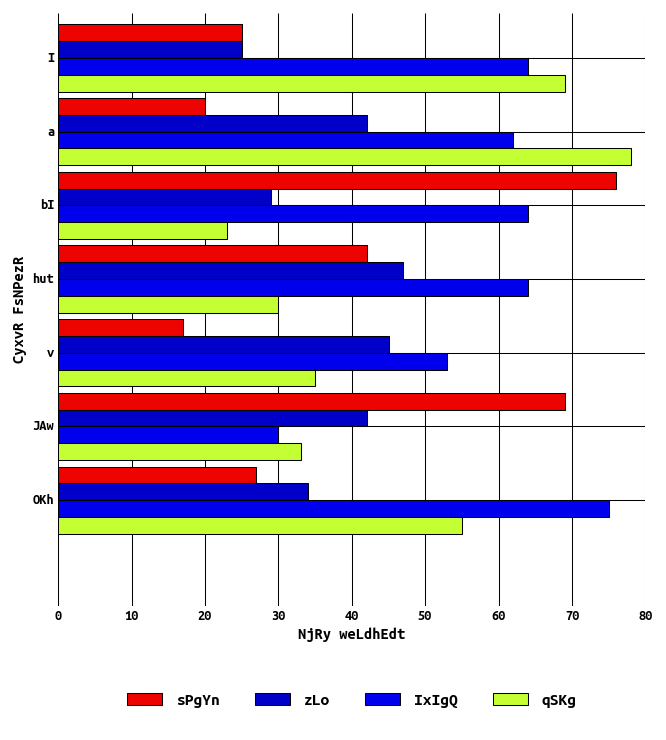 I
a
bI
hut
v
JAw
OKh
CyxvR FsNPezR
0 10 20 30 40 50 60 70 80
NjRy weLdhEdt
sPgYn zLo IxIgQ qSKg